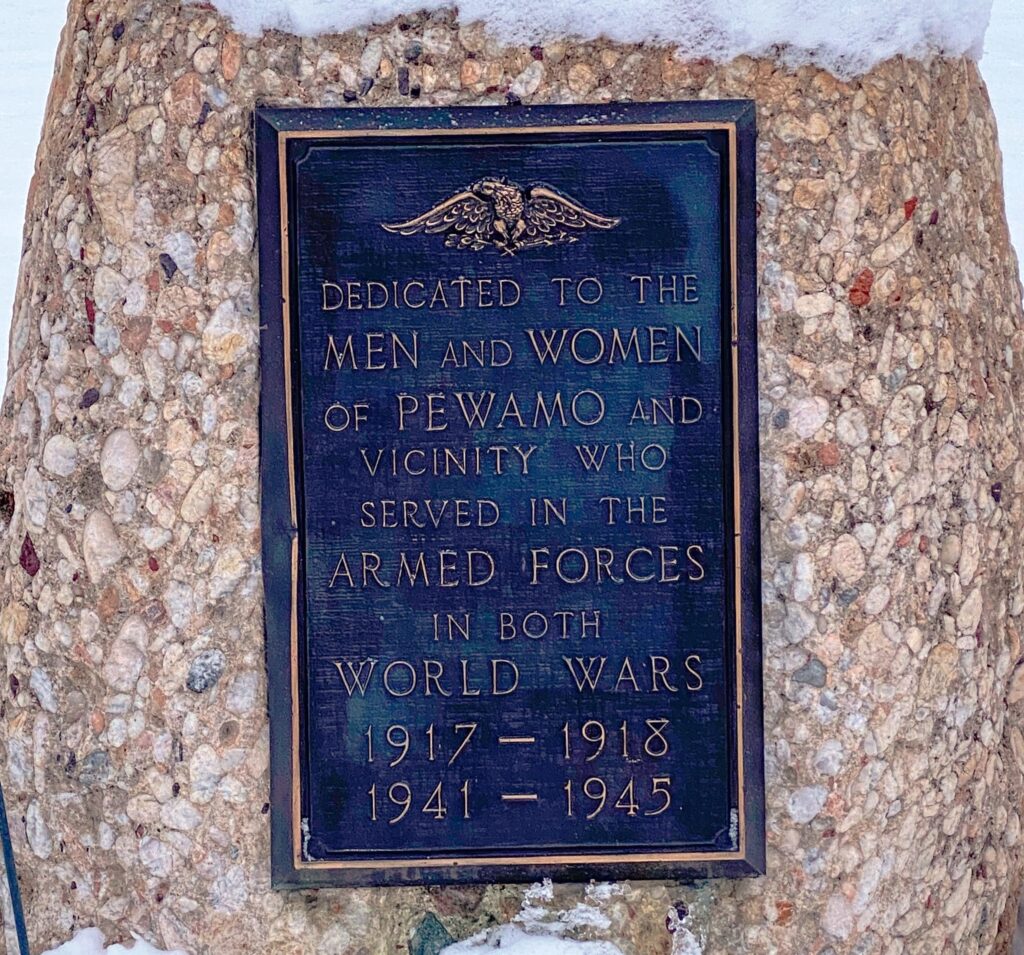 DEDICATED TO THE
MEN AND WOMEN
OF PEWAMO AND
VICINITY WHO
SERVED IN THE
ARMED FORCES
IN BOTH
WORLD WARS
1917 — 1918
1941 — 1945